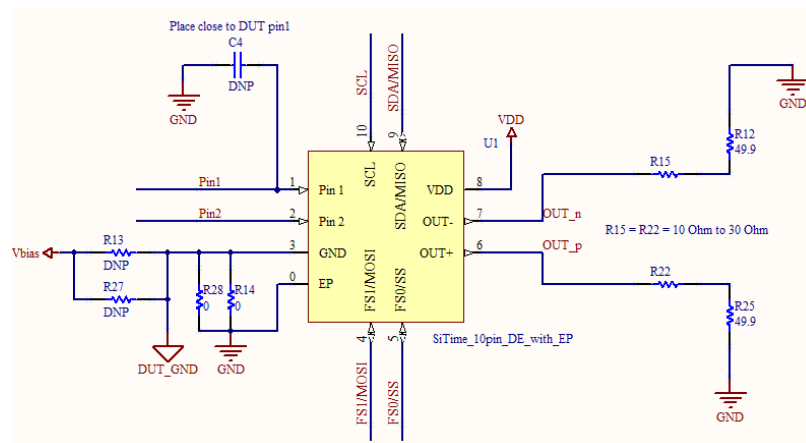 Place close to DUT pin1
C4
DNP
GND
SCL
SDA/MISO
10
9
VDD
U1
GND
R12
49.9
R15
Pin1
1
Pin 1
SCL
SDA/MISO
VDD
8
Pin2
2
Pin 2
OUT-
7
OUT_n
R15 = R22 = 10 Ohm to 30 Ohm
Vbias
R13
DNP
3
GND
OUT+
6
OUT_p
R27
DNP
R28
0
R14
0
0
EP
FS1/MOSI
FS0/SS
R22
R25
49.9
DUT_GND
GND
4
5
SiTime_10pin_DE_with_EP
FS1/MOSI
FS0/SS
GND